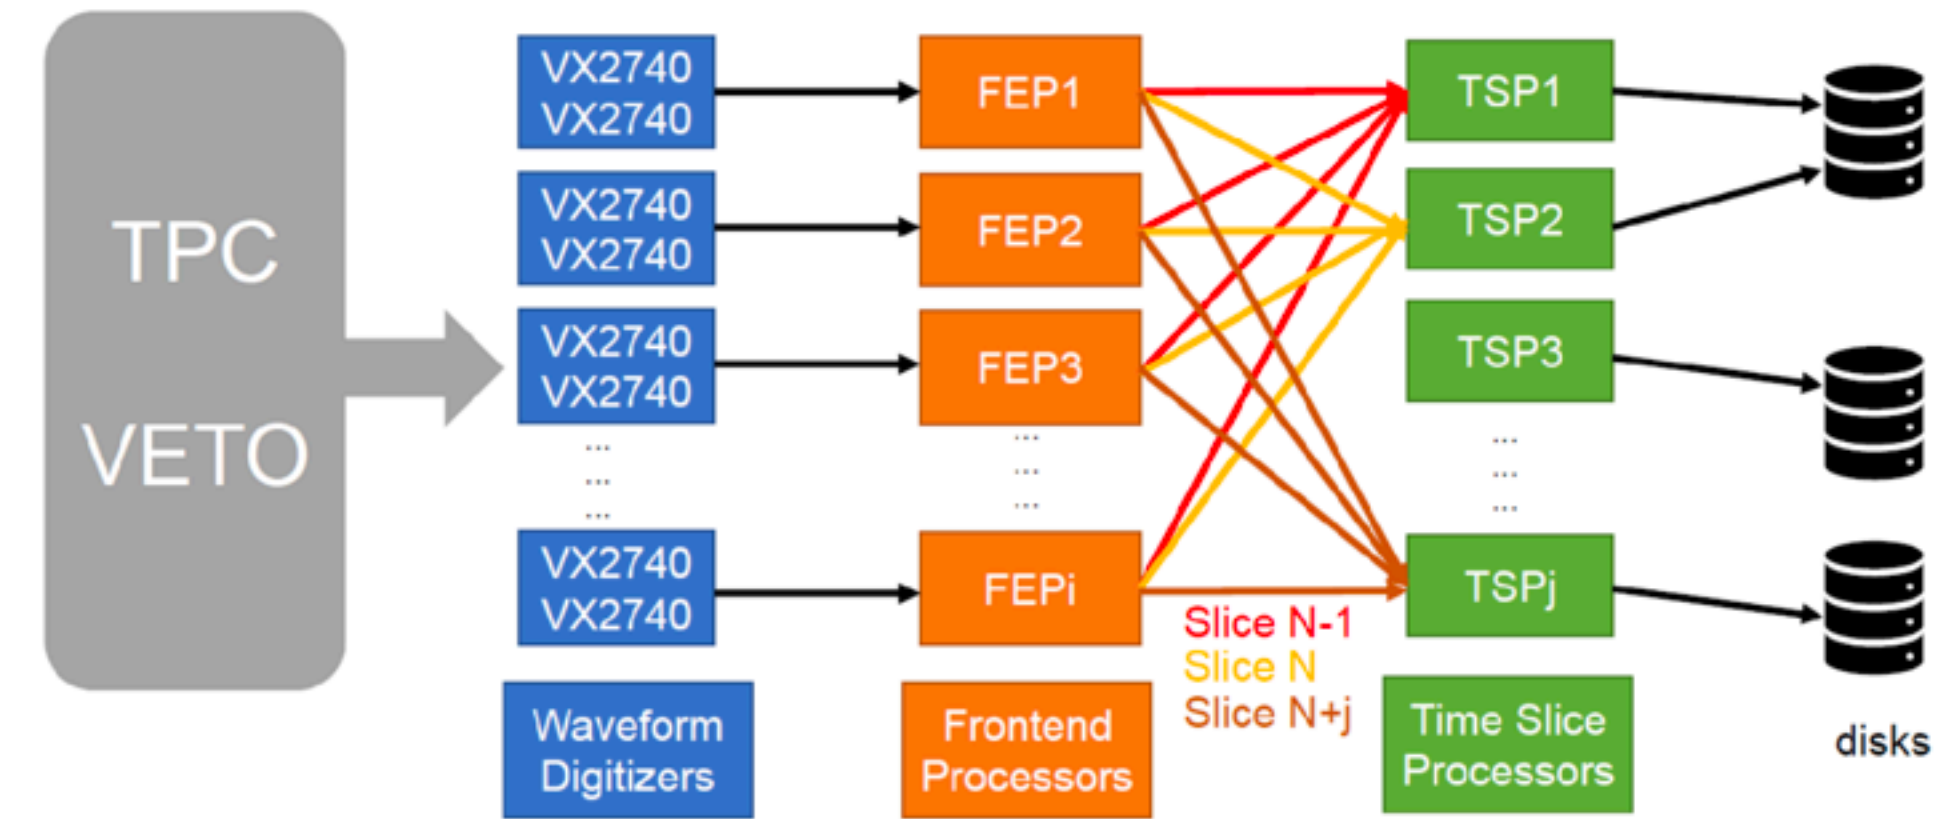 TPC
VETO
VX2740
VX2740
VX2740
VX2740
VX2740
VX2740
...
...
...
VX2740
VX2740
Waveform
Digitizers
FEP1
FEP2
FEP3
...
...
...
FEPi
Frontend
Processors
Slice N-1
Slice N
Slice N+j
TSP1
TSP2
TSP3
...
...
...
TSPj
Time Slice
Processors
disks